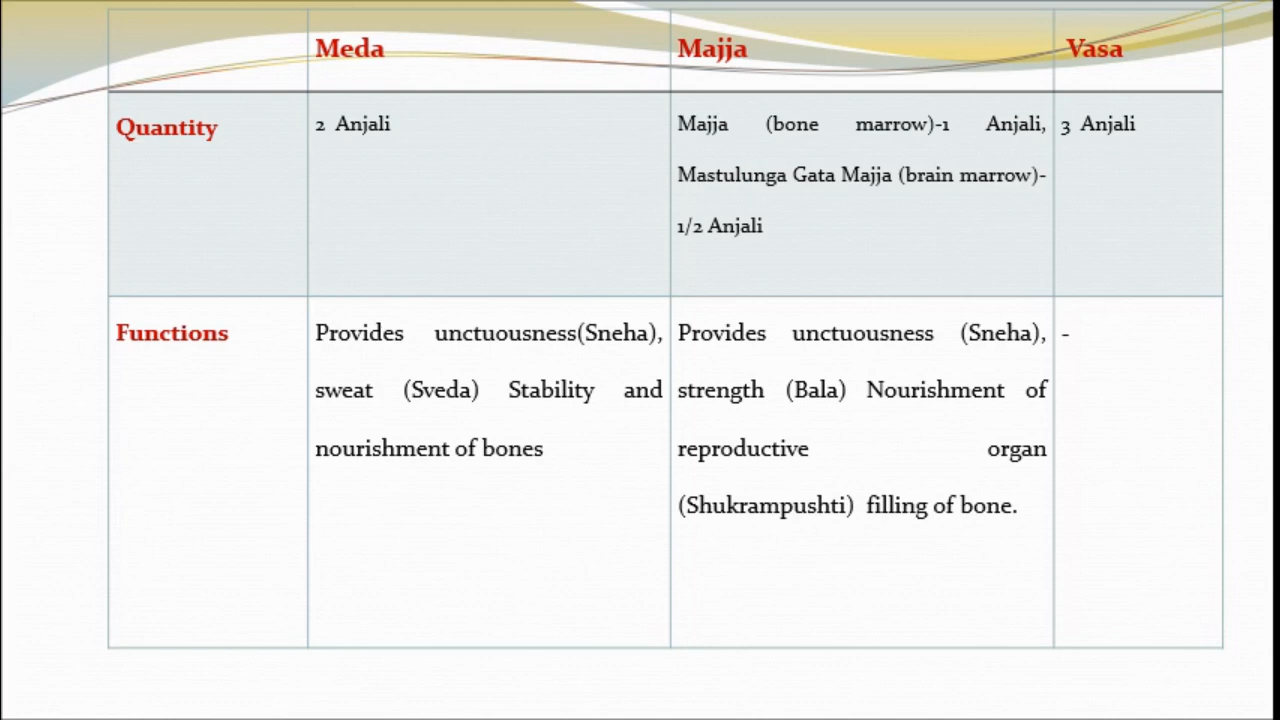 Meda Majja Vasa
Quantity
2 Anjali
Majja (bone marrow)-1 Anjali,
Mastulunga Gata Majja (brain marrow)-
1/2 Anjali
3 Anjali
Functions
Provides unctuousness(Sneha),
sweat (Sveda) Stability and
nourishment of bones
Provides unctuousness (Sneha),
strength (Bala) Nourishment of
reproductive organ
(Shukrampushti) filling of bone.
-